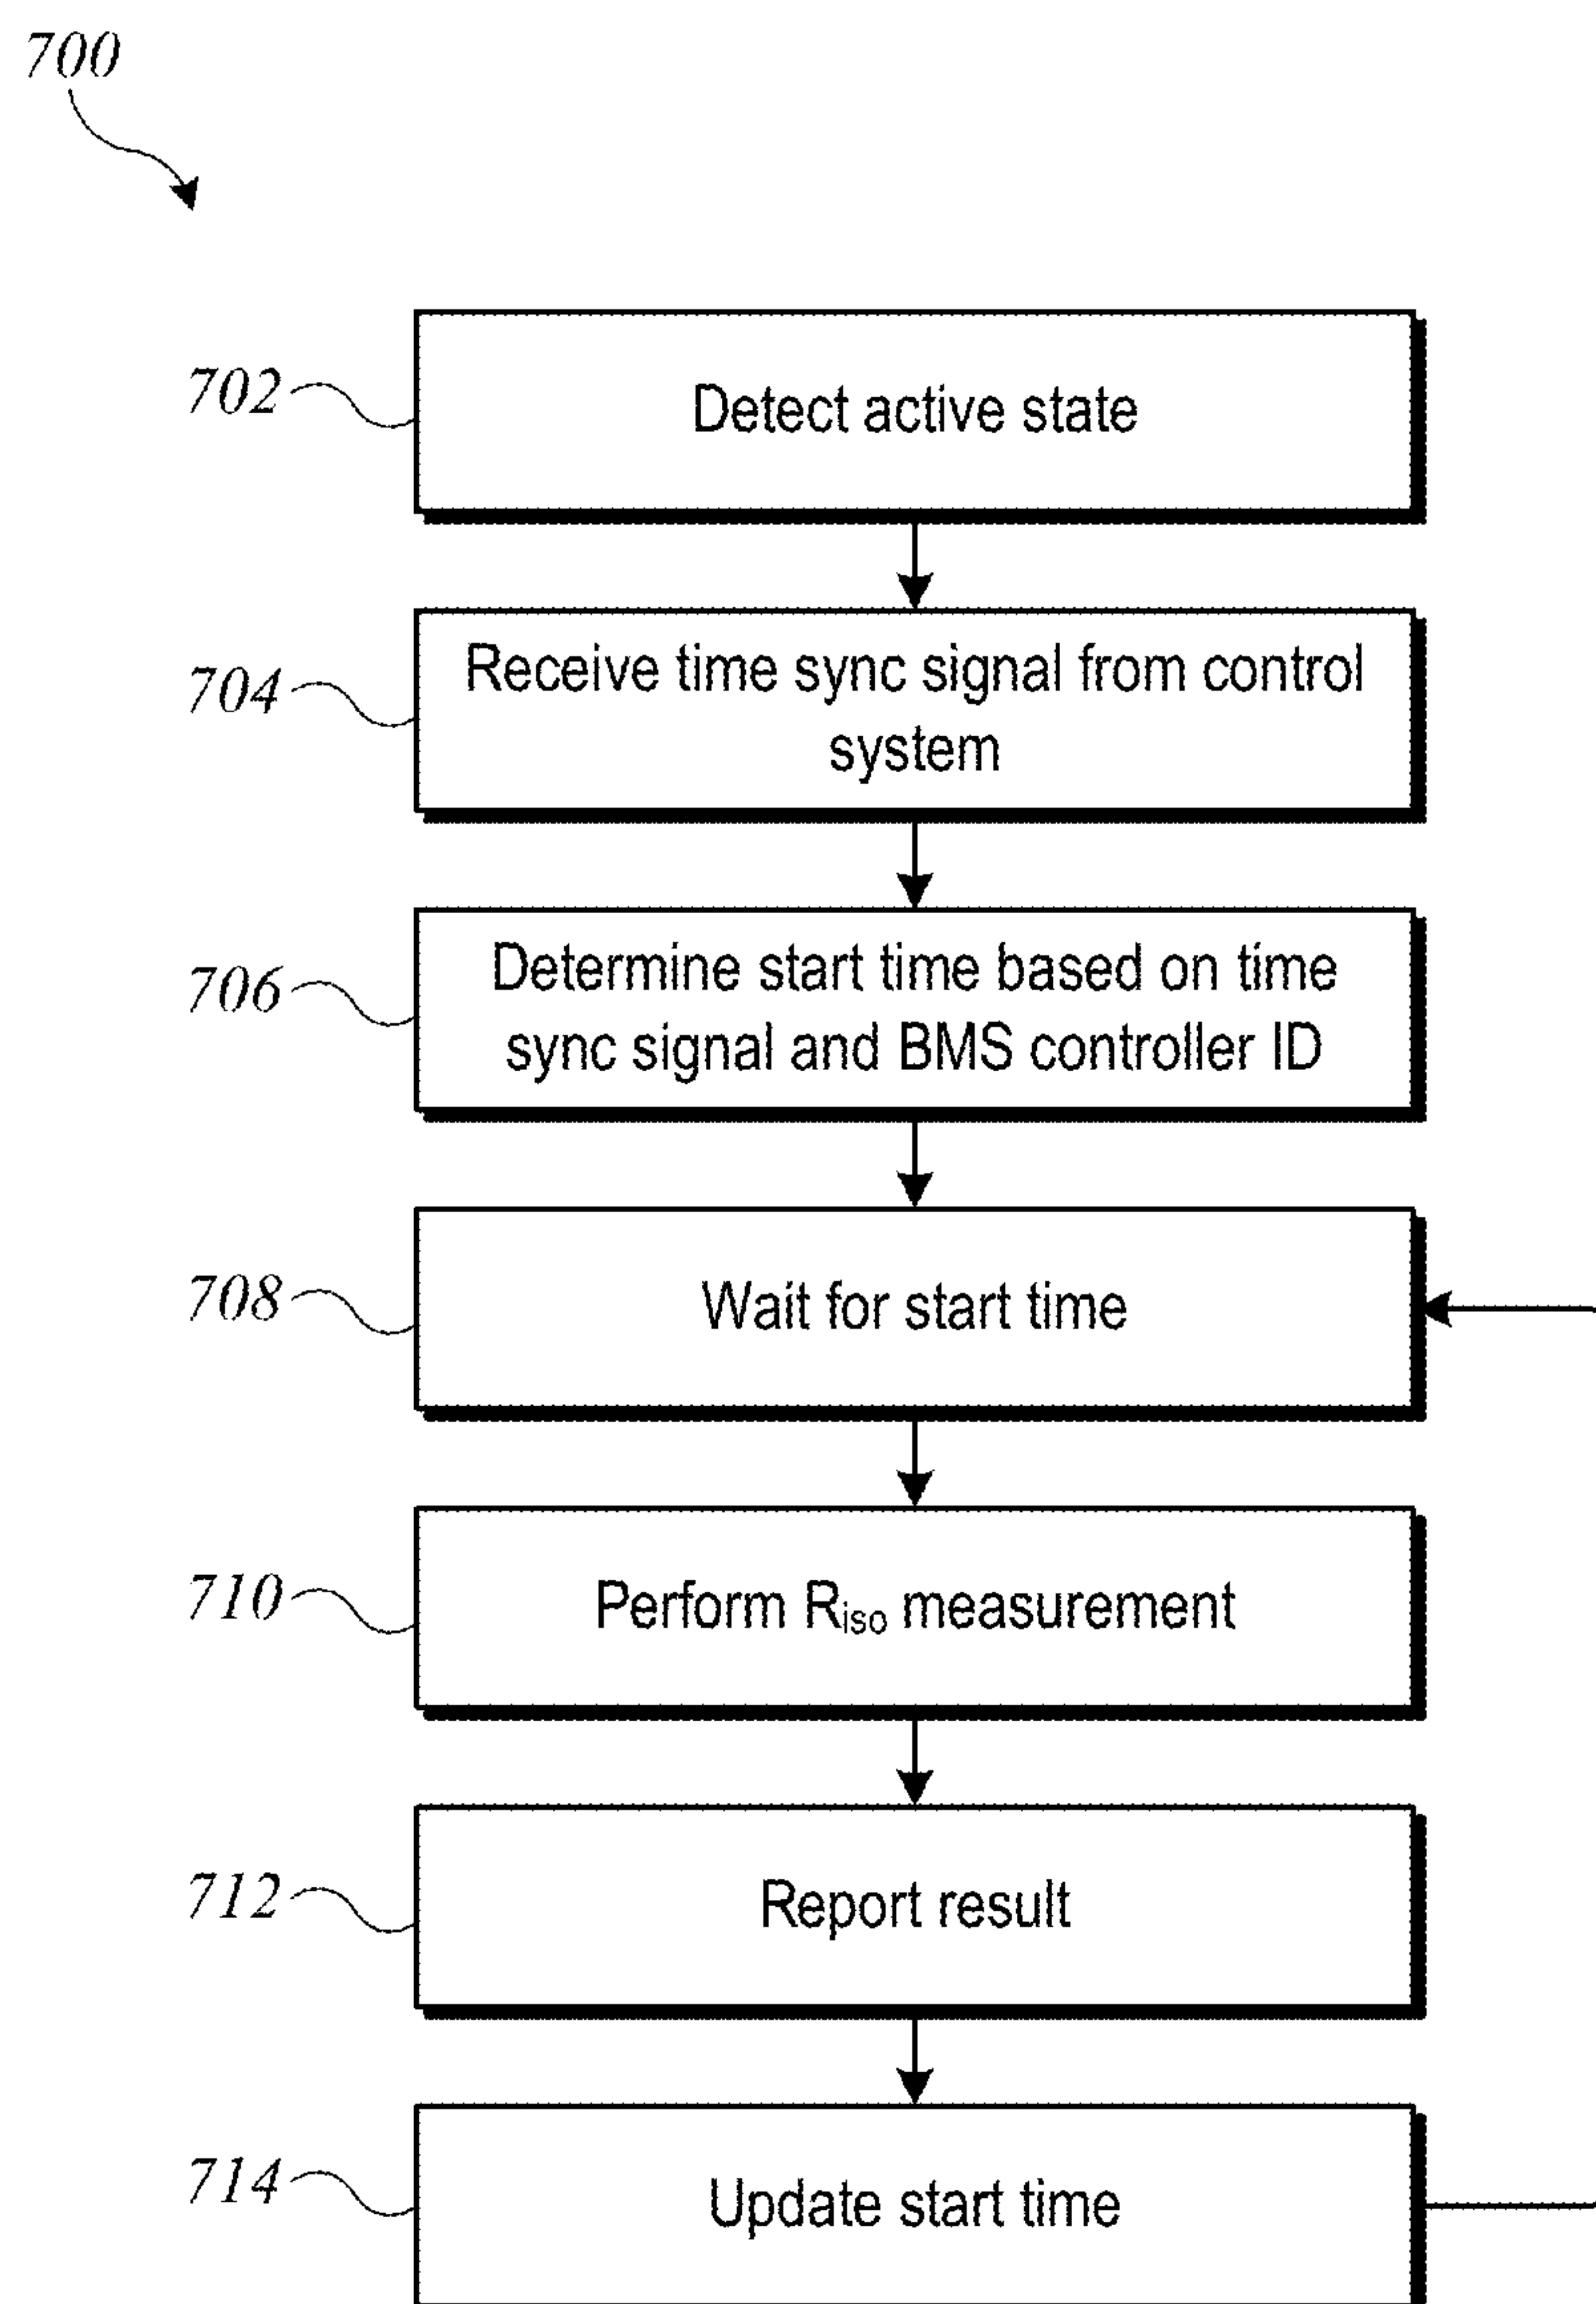 700
702
Detect active state
704
Receive time sync signal from control
system
706
Determine start time based on time
sync signal and BMS controller ID
708
Wait for start time
710
Perform Riso measurement
712
Report result
714
Update start time